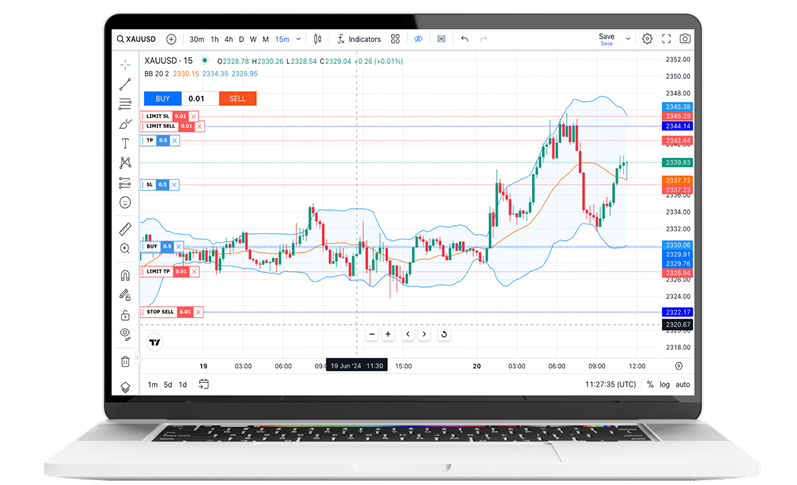 XAUUSD 30m 1h 4h D W M 15m Indicators Save
Save
XAUUSD · 15 O2328.78 H2330.26 L2328.54 C2329.04 +0.26 (+0.01%)
BB 20 2 2330.15 2334.35 2325.95
BUY 0.01 SELL
LIMIT SL 0.01
LIMIT SELL 0.01
TP 0.5
SL 0.5
BUY 0.5
LIMIT TP 0.01
STOP SELL 0.01
2352.00
2350.00
2348.00
2345.38
2345.29
2344.14
2342.44
2339.83
2337.72
2337.23
2336.00
2334.00
2332.00
2330.06
2329.91
2329.76
2326.94
2324.00
2322.17
2320.67
2318.00
19 03:00 06:00 19 Jun '24 11:30 15:00 20 03:00 06:00 09:00 12:00
1m 5d 1d 11:27:35 (UTC) % log auto